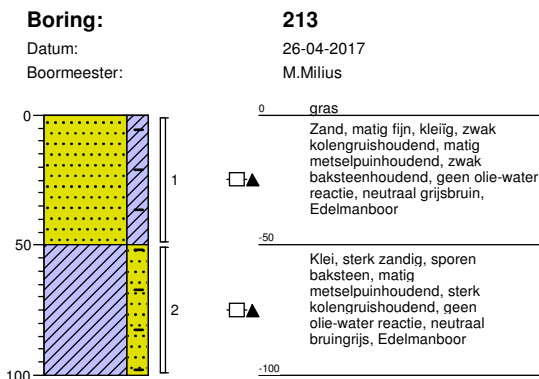 Boring: 213
Datum: 26-04-2017
Boormeester: M.Milius
0
50
100
1
2
0 gras
Zand, matig fijn, kleiïg, zwak
kolengruishoudend, matig
metselpuinhoudend, zwak
baksteenhoudend, geen olie-water
reactie, neutraal grijsbruin,
Edelmanboor
-50
Klei, sterk zandig, sporen
baksteen, matig
metselpuinhoudend, sterk
kolengruishoudend, geen
olie-water reactie, neutraal
bruingrijs, Edelmanboor
-100